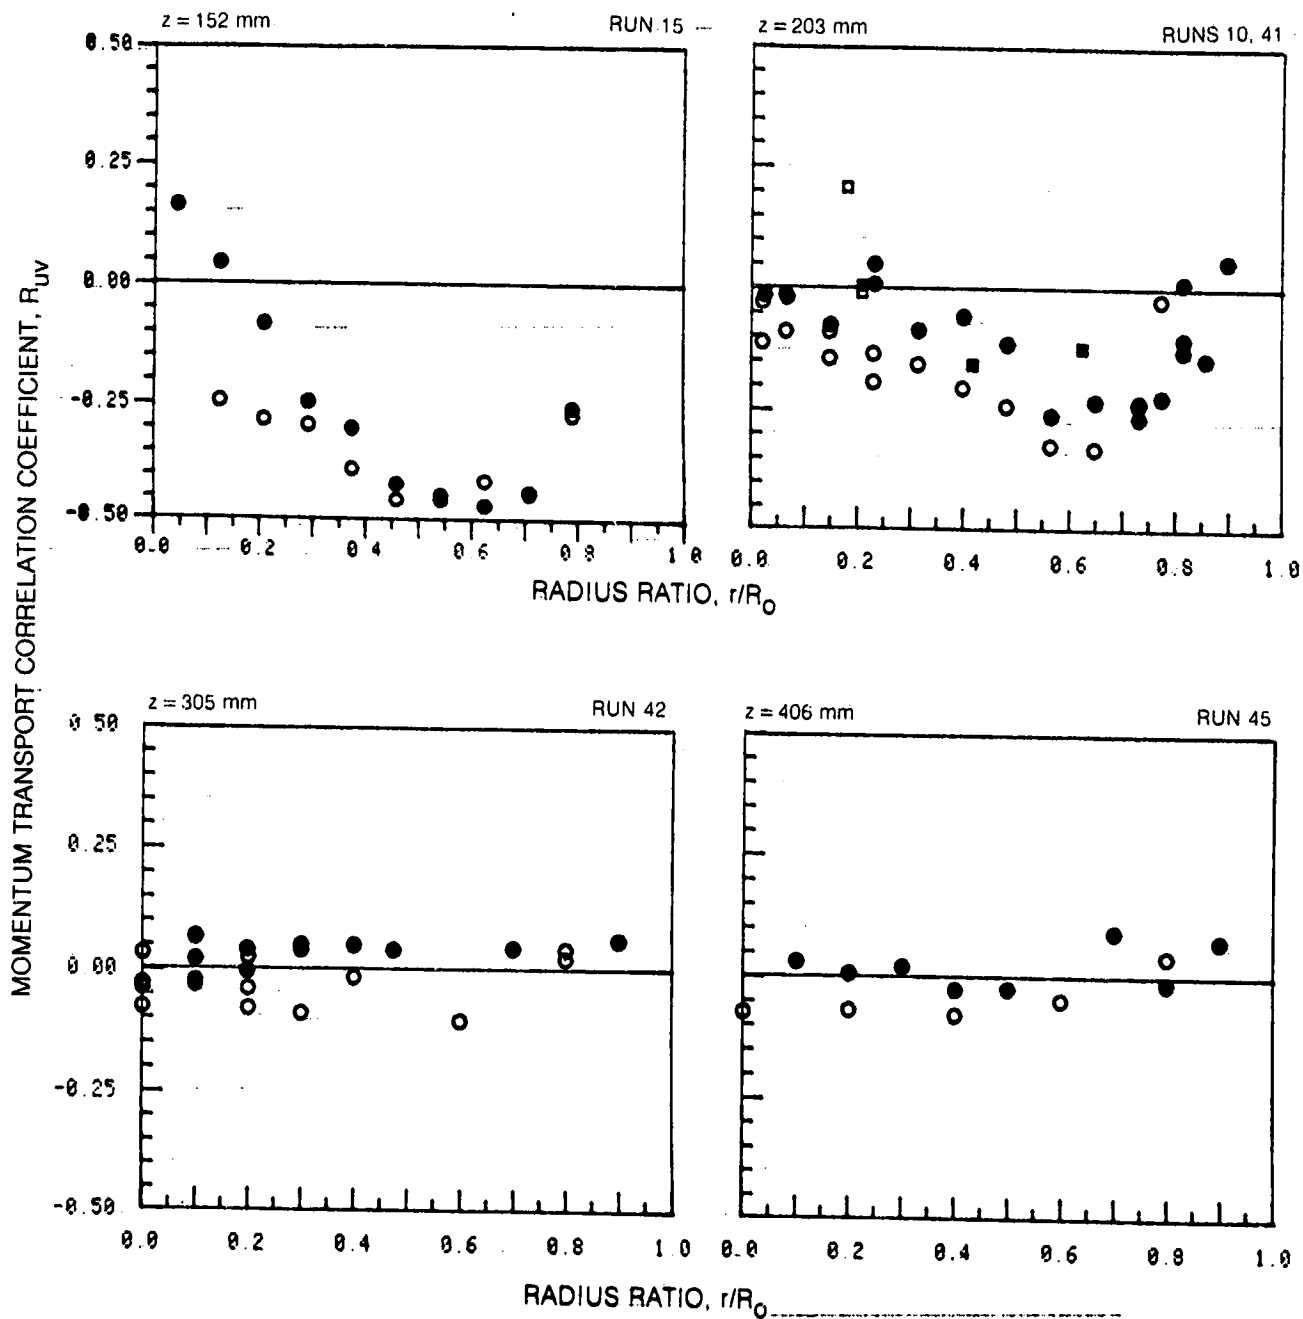 z = 152 mm
RUN 15
z = 203 mm
RUNS 10, 41
0.50
0.25
0.00
-0.25
-0.50
0.0 0.2 0.4 0.6 0.8 1.0
0.0 0.2 0.4 0.6 0.8 1.0
RADIUS RATIO, r/Ro
MOMENTUM TRANSPORT CORRELATION COEFFICIENT, Ruv
z = 305 mm
RUN 42
z = 406 mm
RUN 45
0.50
0.25
0.00
-0.25
-0.50
0.0 0.2 0.4 0.6 0.8 1.0
0.0 0.2 0.4 0.6 0.8 1.0
RADIUS RATIO, r/Ro